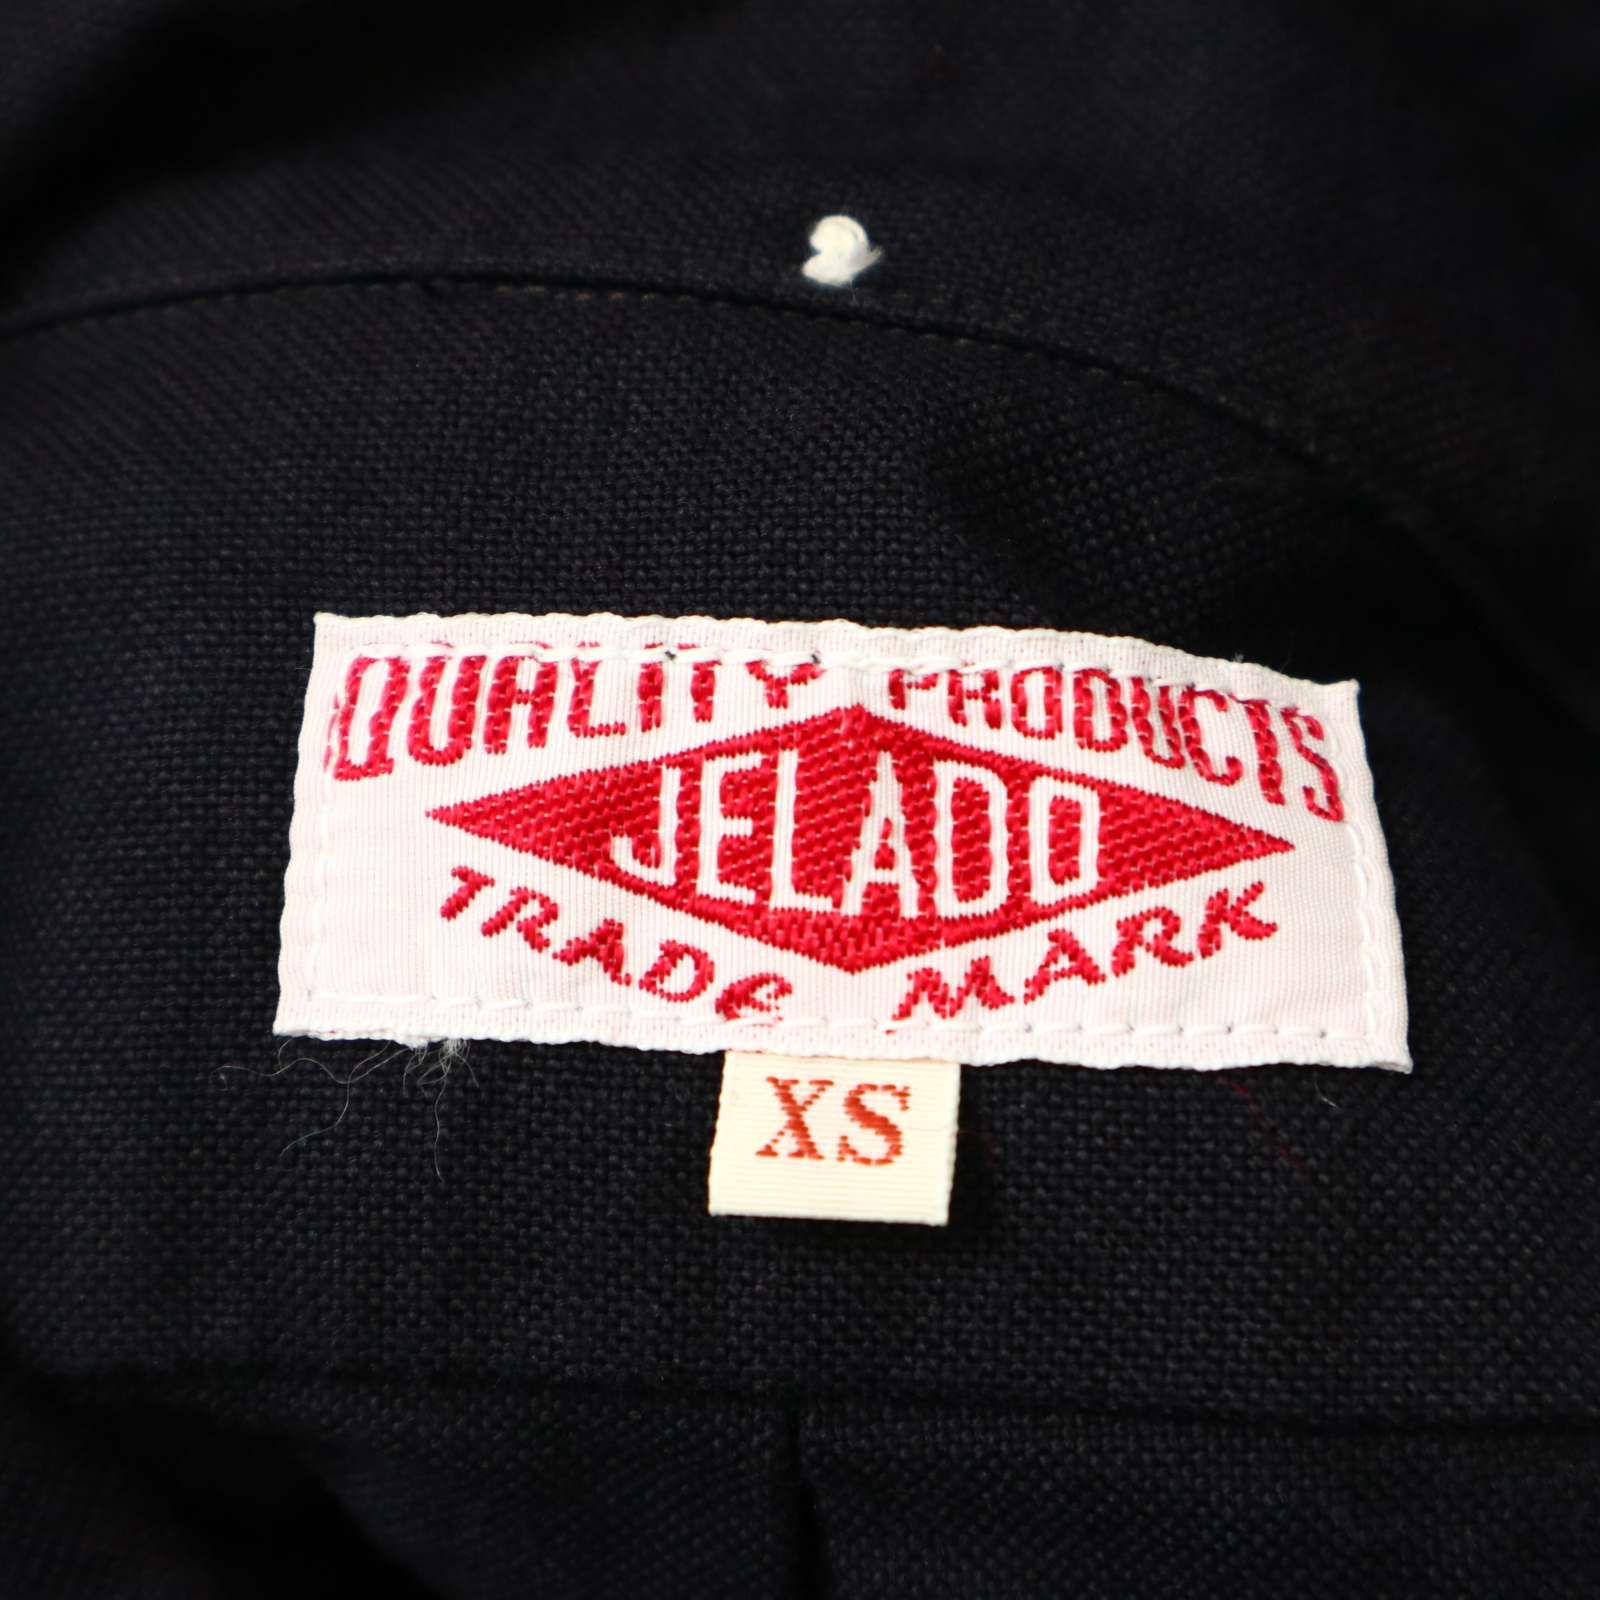 QUALITY PRODUCTS
JELADO
TRADE MARK
XS